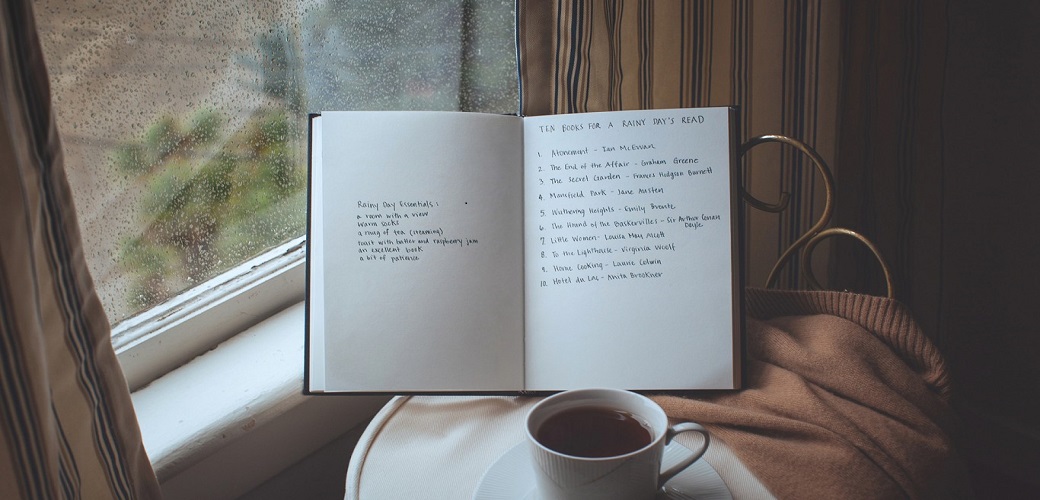 Rainy Day Essentials:
a room with a view
warm socks
a mug of tea (steaming)
toast with butter and raspberry jam
an excellent book
a bit of patience
TEN BOOKS FOR A RAINY DAY'S READ
1. Atonement - Ian McEwan
2. The End of the Affair - Graham Greene
3 The Secret Garden - Frances Hodgson Burnett
4. Mansfield Park - Jane Austen
5. Wuthering Heights - Emily Bronte
6. The Hound of the Baskervilles - Sir Arthur Conan
Doyle
7. Little Women - Louisa May Alcott
8. To the Lighthouse - Virginia Woolf
9. Home Cooking - Laurie Colwin
10. Hotel du Lac - Anita Brookner